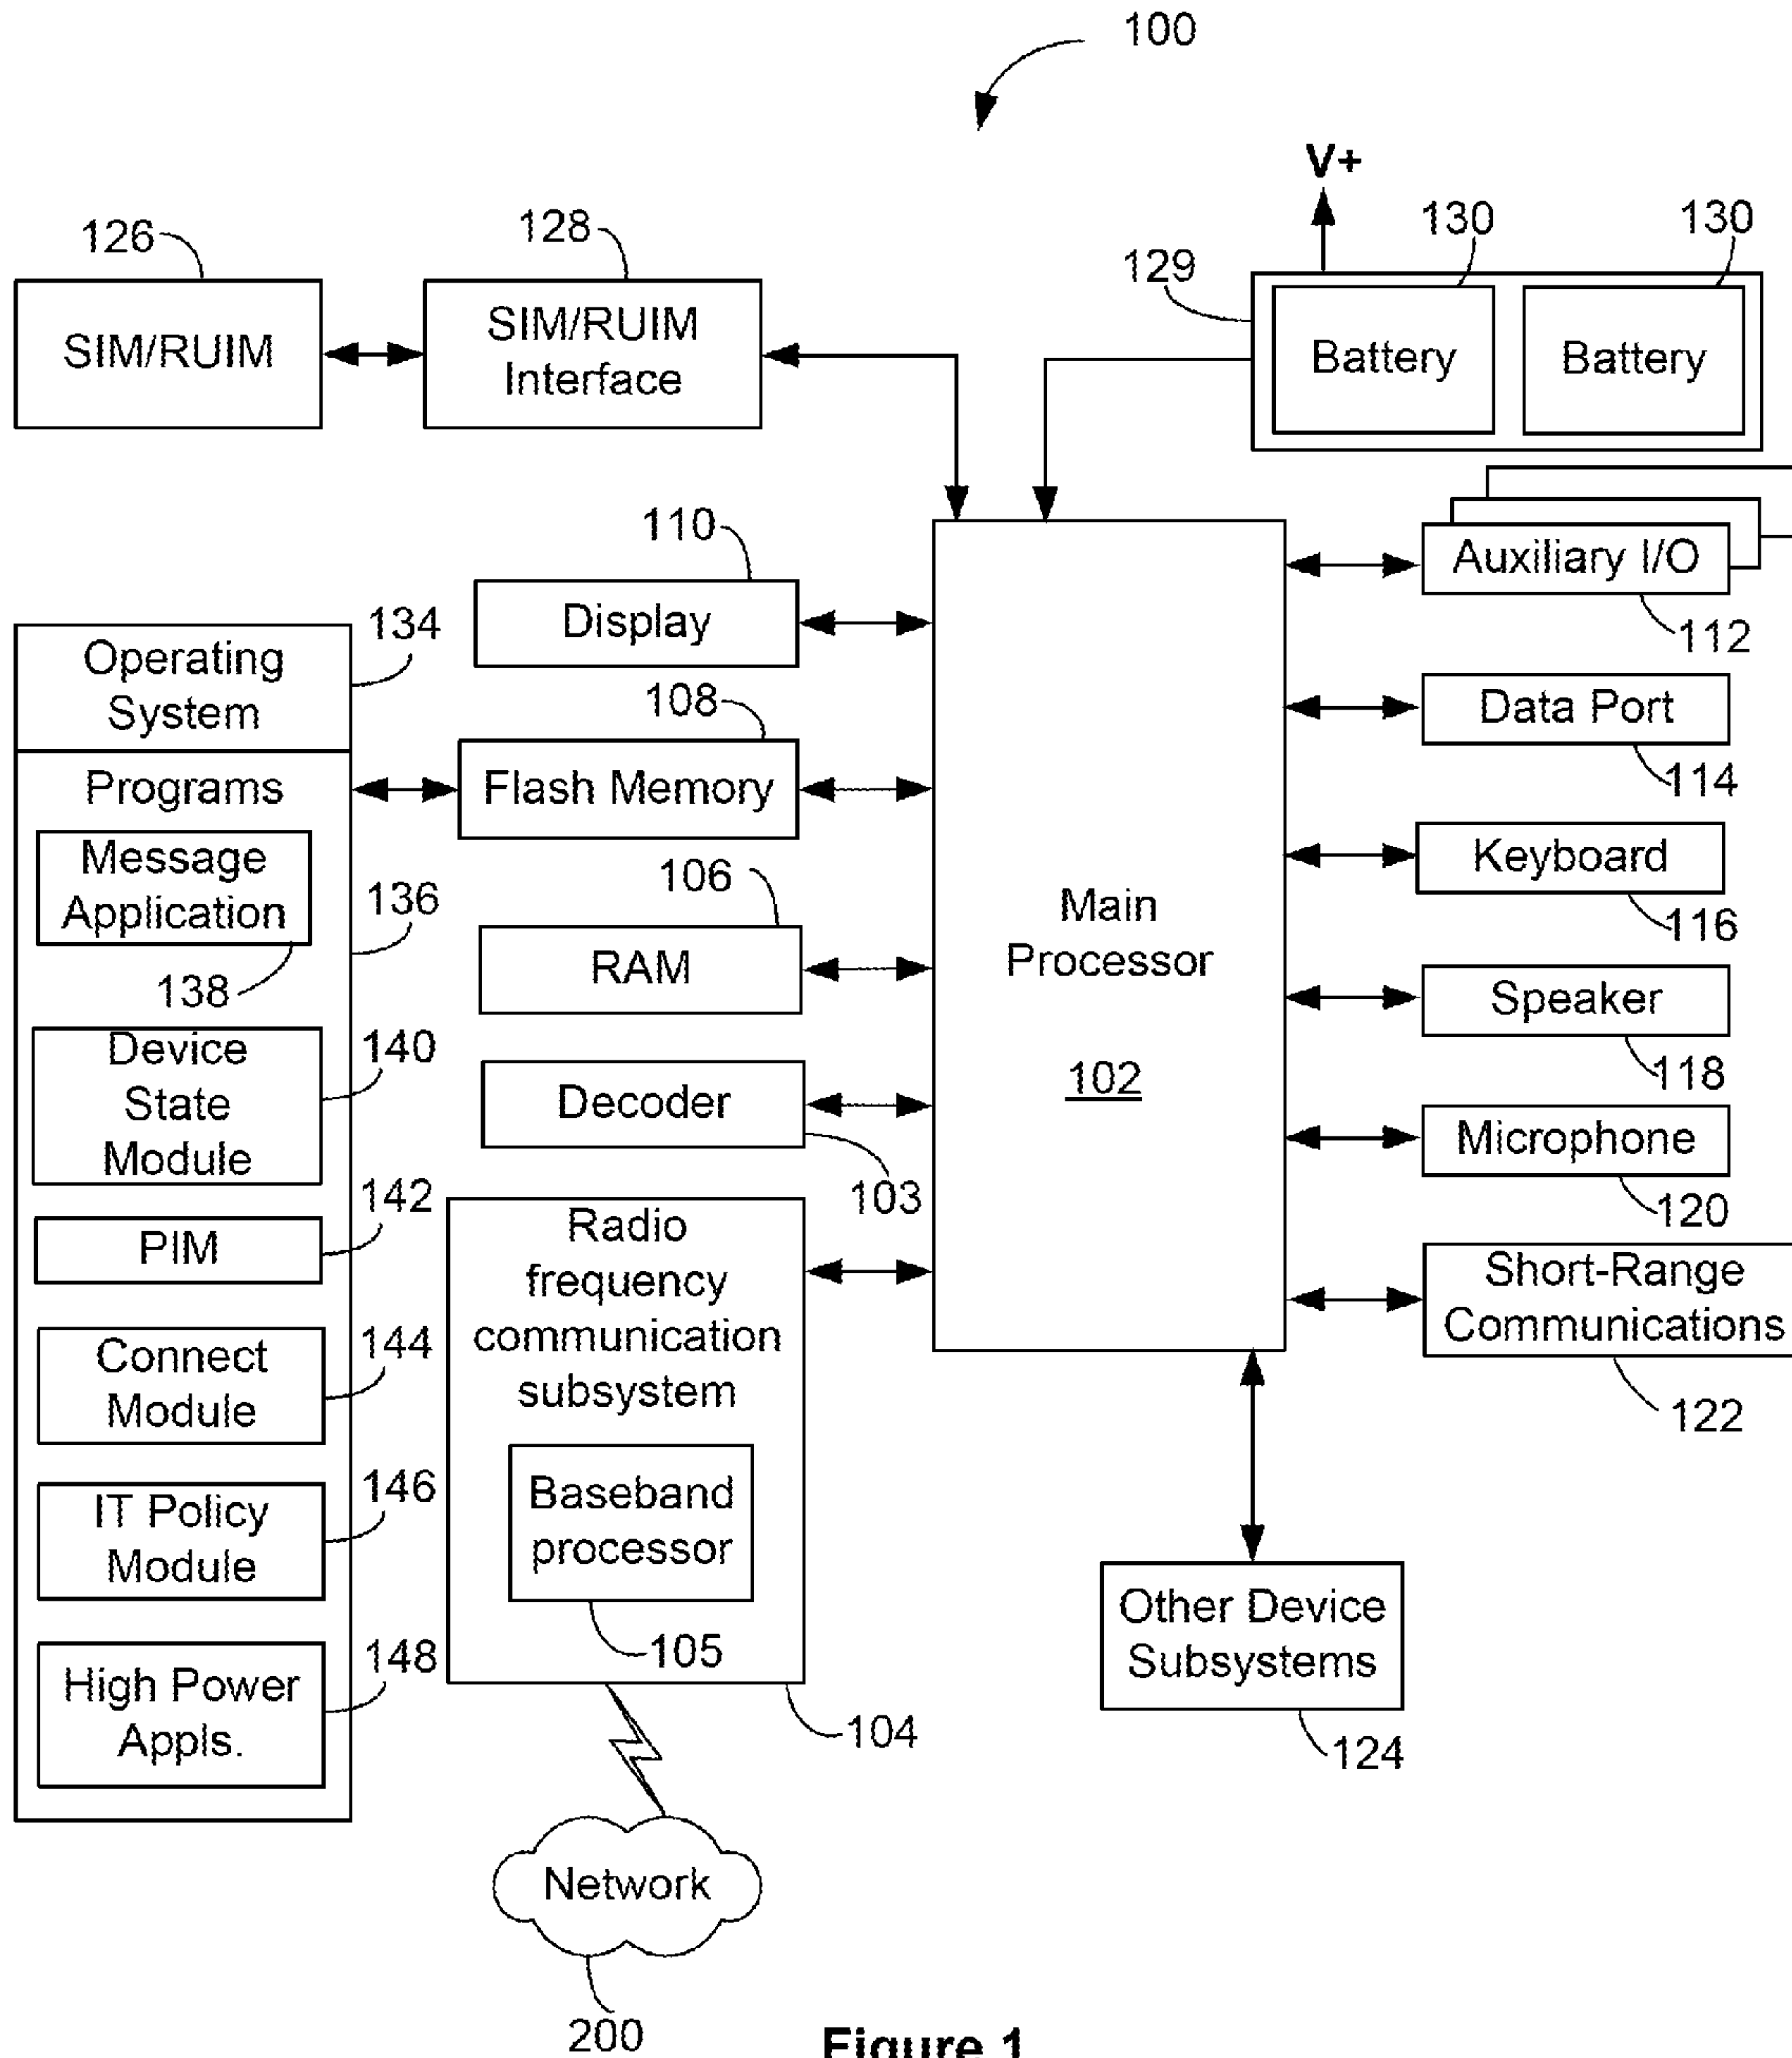 100
V+
126
128
129
130
130
SIM/RUIM
SIM/RUIM
Interface
Battery
Battery
110
Display
Auxiliary I/O
112
134
Operating
System
108
Data Port
114
Programs
Flash Memory
Message
Application
138
136
106
RAM
Main
Processor
102
Keyboard
116
Speaker
118
Device
State
Module
140
Decoder
103
Microphone
120
PIM
142
Radio
frequency
communication
subsystem
Short-Range
Communications
122
Connect
Module
144
IT Policy
Module
146
Baseband
processor
105
High Power
Appls.
148
104
Other Device
Subsystems
124
Network
200
Figure 1